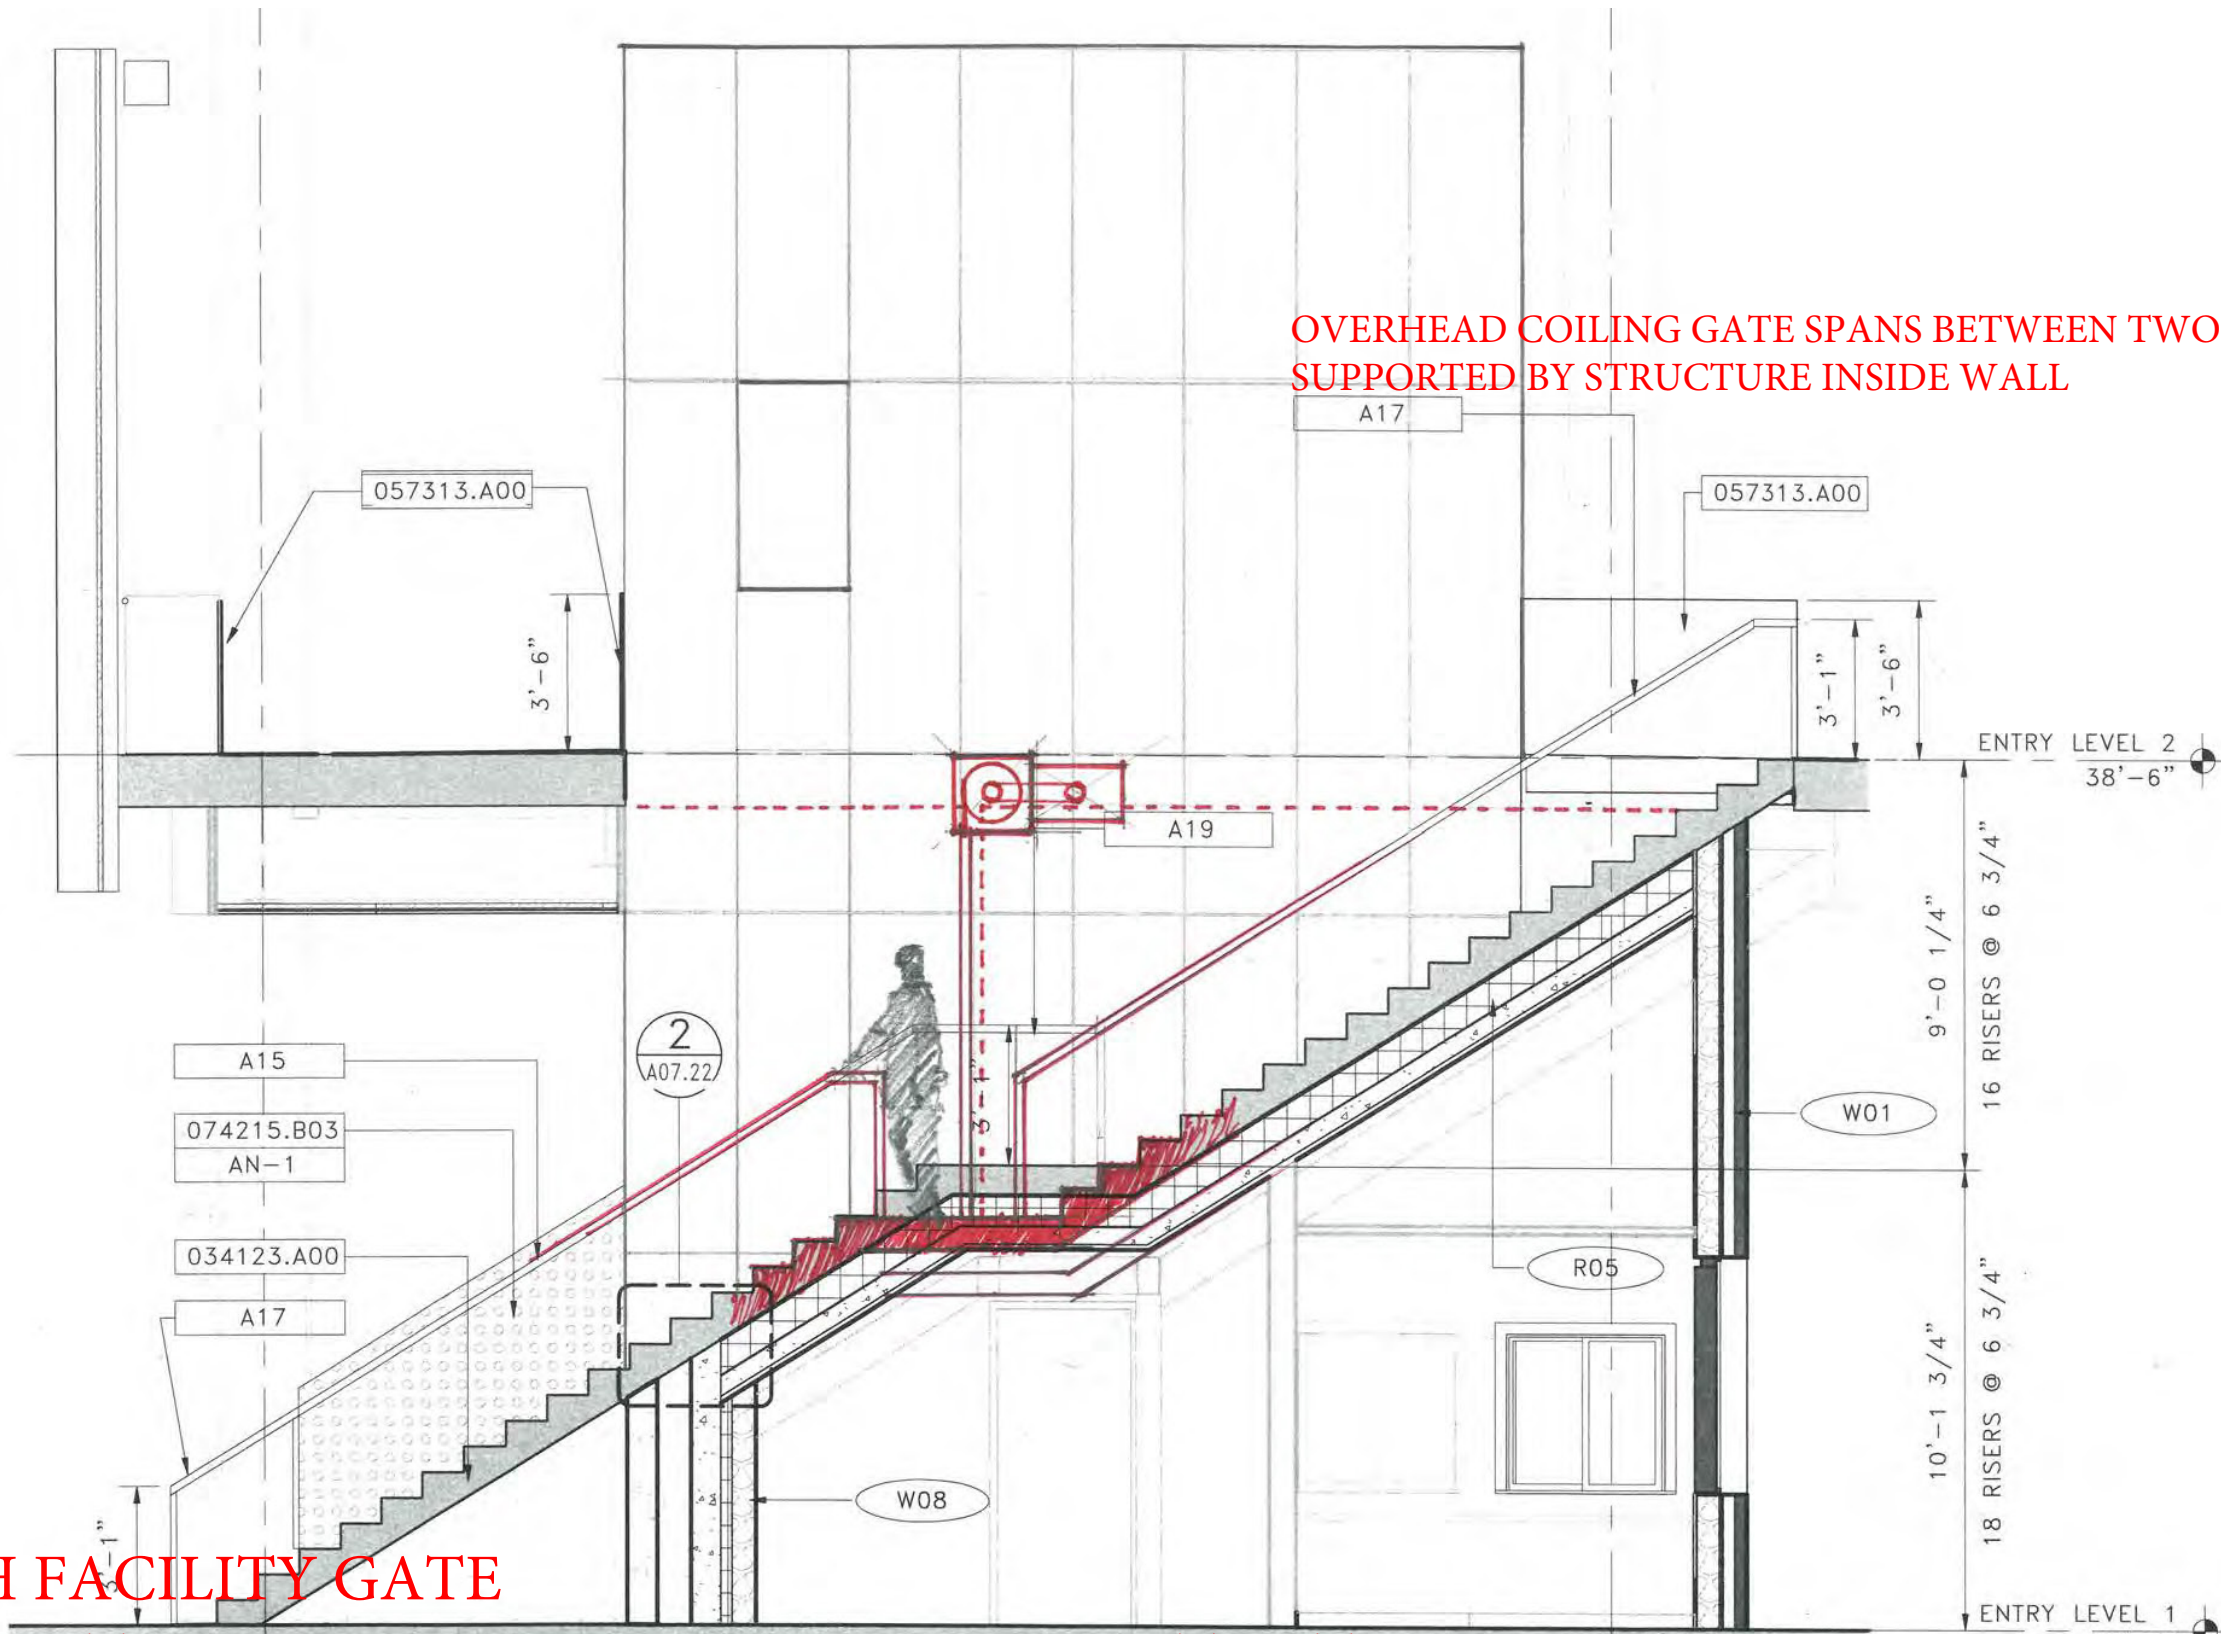 OVERHEAD COILING GATE SPANS BETWEEN TWO
SUPPORTED BY STRUCTURE INSIDE WALL
A17
057313.A00
057313.A00
3'-6"
3'-1"
3'-6"
ENTRY LEVEL 2
38'-6"
A19
9'-0 1/4"
16 RISERS @ 6 3/4"
2
A07.22
3'-1"
A15
074215.B03
AN-1
034123.A00
A17
W01
R05
10'-1 3/4"
18 RISERS @ 6 3/4"
W08
3'-1"
H FACILITY GATE
ENTRY LEVEL 1